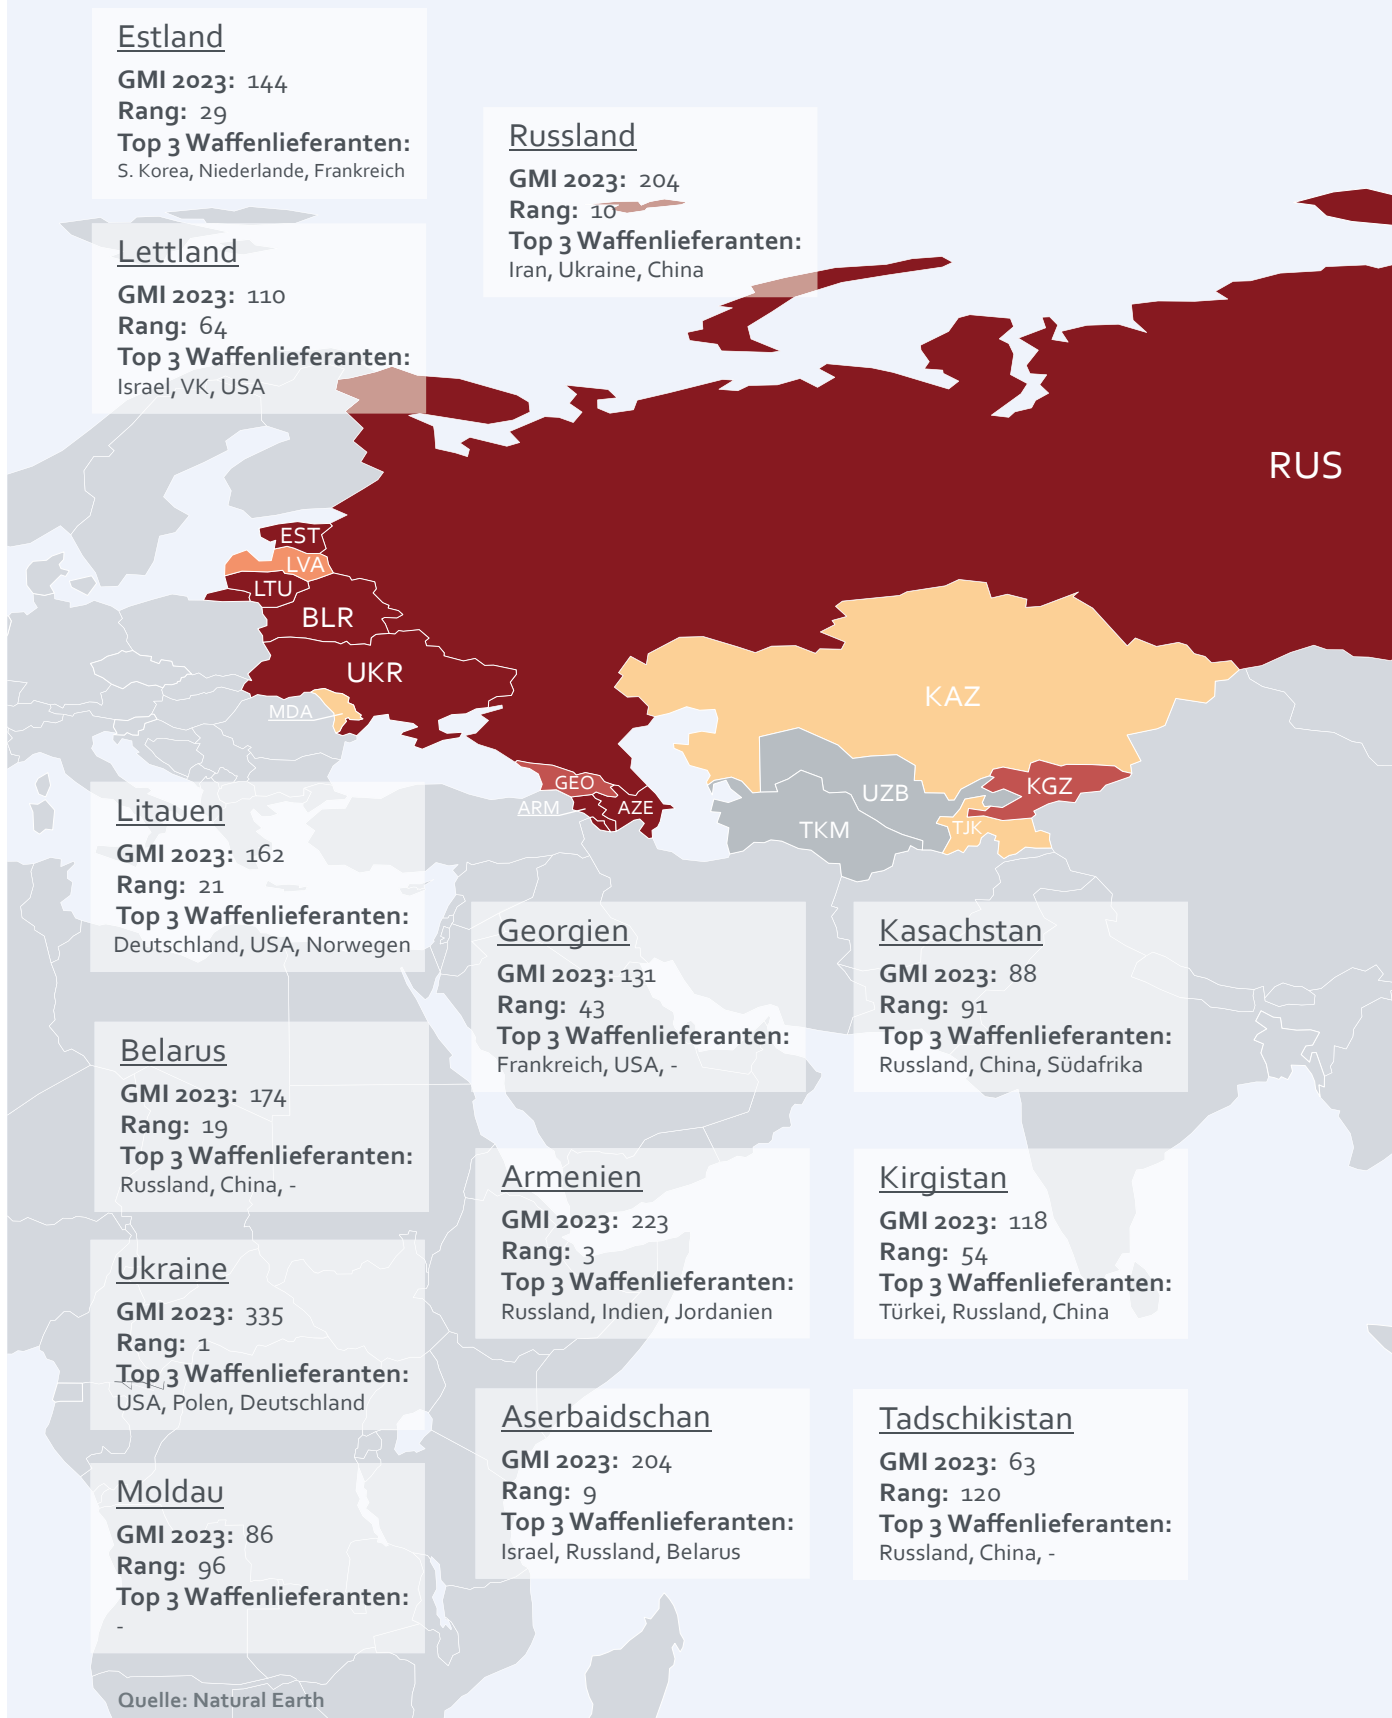 Estland
GMI 2023: 144
Rang: 29
Top 3 Waffenlieferanten:
S. Korea, Niederlande, Frankreich
Russland
GMI 2023: 204
Rang: 10
Top 3 Waffenlieferanten:
Iran, Ukraine, China
Lettland
GMI 2023: 110
Rang: 64
Top 3 Waffenlieferanten:
Israel, VK, USA
RUS
EST
LVA
LTU
BLR
UKR
MDA
KAZ
GEO
ARM
AZE
UZB
TKM
KGZ
TJK
Litauen
GMI 2023: 162
Rang: 21
Top 3 Waffenlieferanten:
Deutschland, USA, Norwegen
Georgien
GMI 2023: 131
Rang: 43
Top 3 Waffenlieferanten:
Frankreich, USA, -
Kasachstan
GMI 2023: 88
Rang: 91
Top 3 Waffenlieferanten:
Russland, China, Südafrika
Belarus
GMI 2023: 174
Rang: 19
Top 3 Waffenlieferanten:
Russland, China, -
Armenien
GMI 2023: 223
Rang: 3
Top 3 Waffenlieferanten:
Russland, Indien, Jordanien
Kirgistan
GMI 2023: 118
Rang: 54
Top 3 Waffenlieferanten:
Türkei, Russland, China
Ukraine
GMI 2023: 335
Rang: 1
Top 3 Waffenlieferanten:
USA, Polen, Deutschland
Aserbaidschan
GMI 2023: 204
Rang: 9
Top 3 Waffenlieferanten:
Israel, Russland, Belarus
Tadschikistan
GMI 2023: 63
Rang: 120
Top 3 Waffenlieferanten:
Russland, China, -
Moldau
GMI 2023: 86
Rang: 96
Top 3 Waffenlieferanten:
-
Quelle: Natural Earth